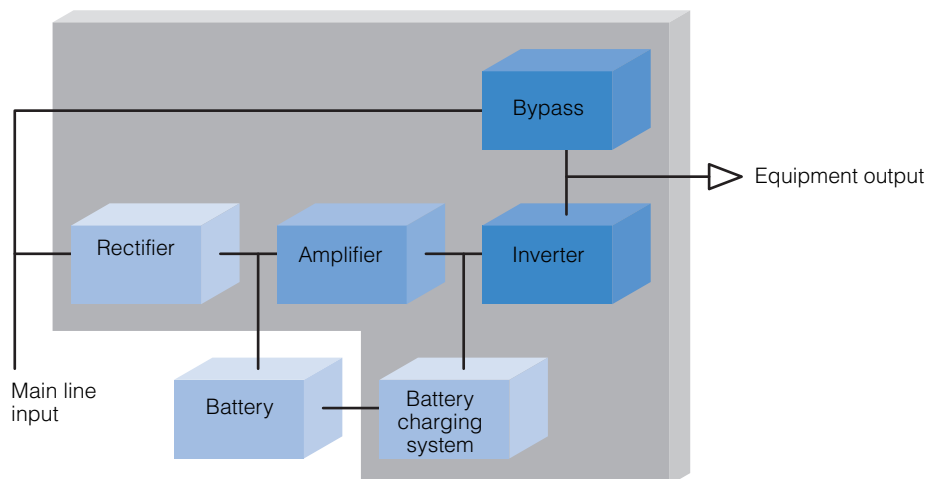 Bypass
Equipment output
Rectifier
Amplifier
Inverter
Main line
input
Battery
Battery
charging
system